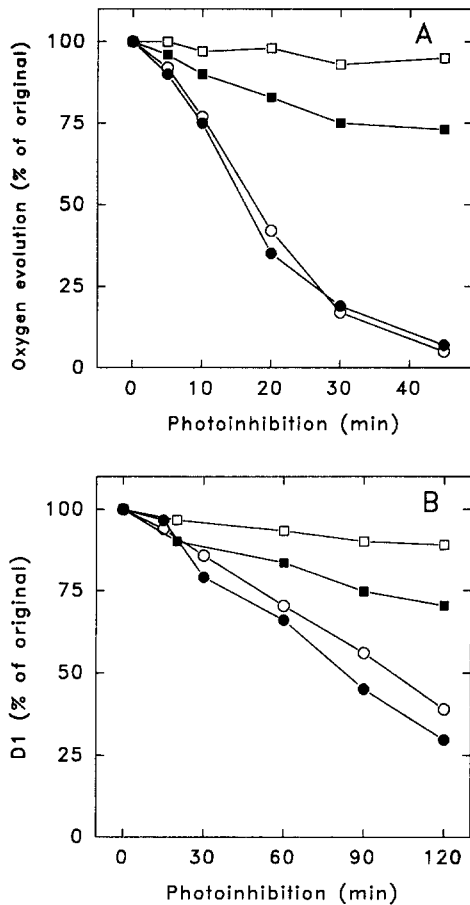 A
100
75
50
25
0
Oxygen evolution (% of original)
0 10 20 30 40
Photoinhibition (min)
B
100
75
50
25
0
D1 (% of original)
0 30 60 90 120
Photoinhibition (min)